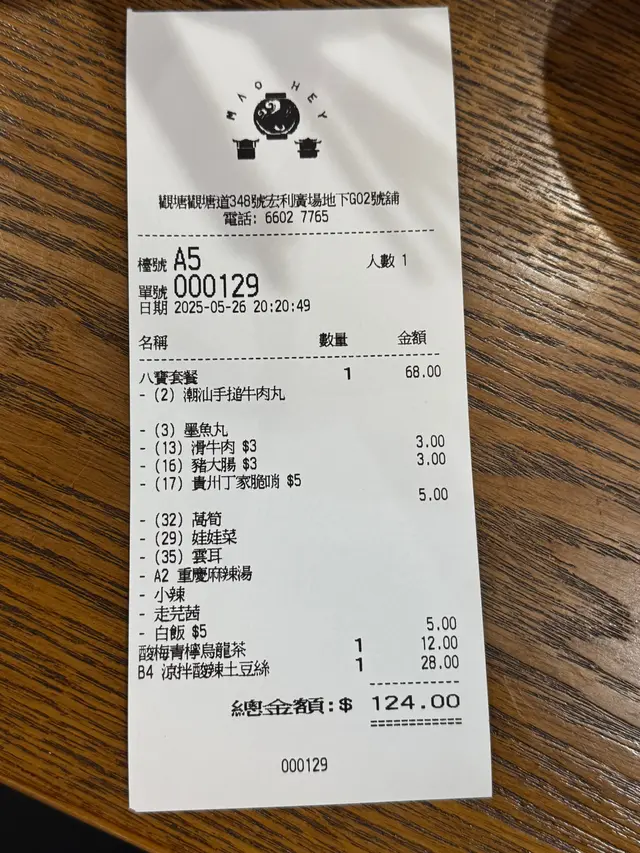 MAO HEY
觀塘觀塘道348號宏利廣場地下G02號舖
電話: 6602 7765
檯號 A5 人數 1
單號 000129
日期 2025-05-26 20:20:49
名稱 數量 金額
八寶套餐 1 68.00
- (2) 潮汕手搥牛肉丸
- (3) 墨魚丸
- (13) 滑牛肉 $3 3.00
- (16) 豬大腸 $3 3.00
- (17) 貴州丁家脆哨 $5
5.00
- (32) 萵筍
- (29) 娃娃菜
- (35) 雲耳
- A2 重慶麻辣湯
- 小辣
- 走芫茜
- 白飯 $5 5.00
酸梅青檸烏龍茶 1 12.00
B4 涼拌酸辣土豆絲 1 28.00
總金額:$ 124.00
000129